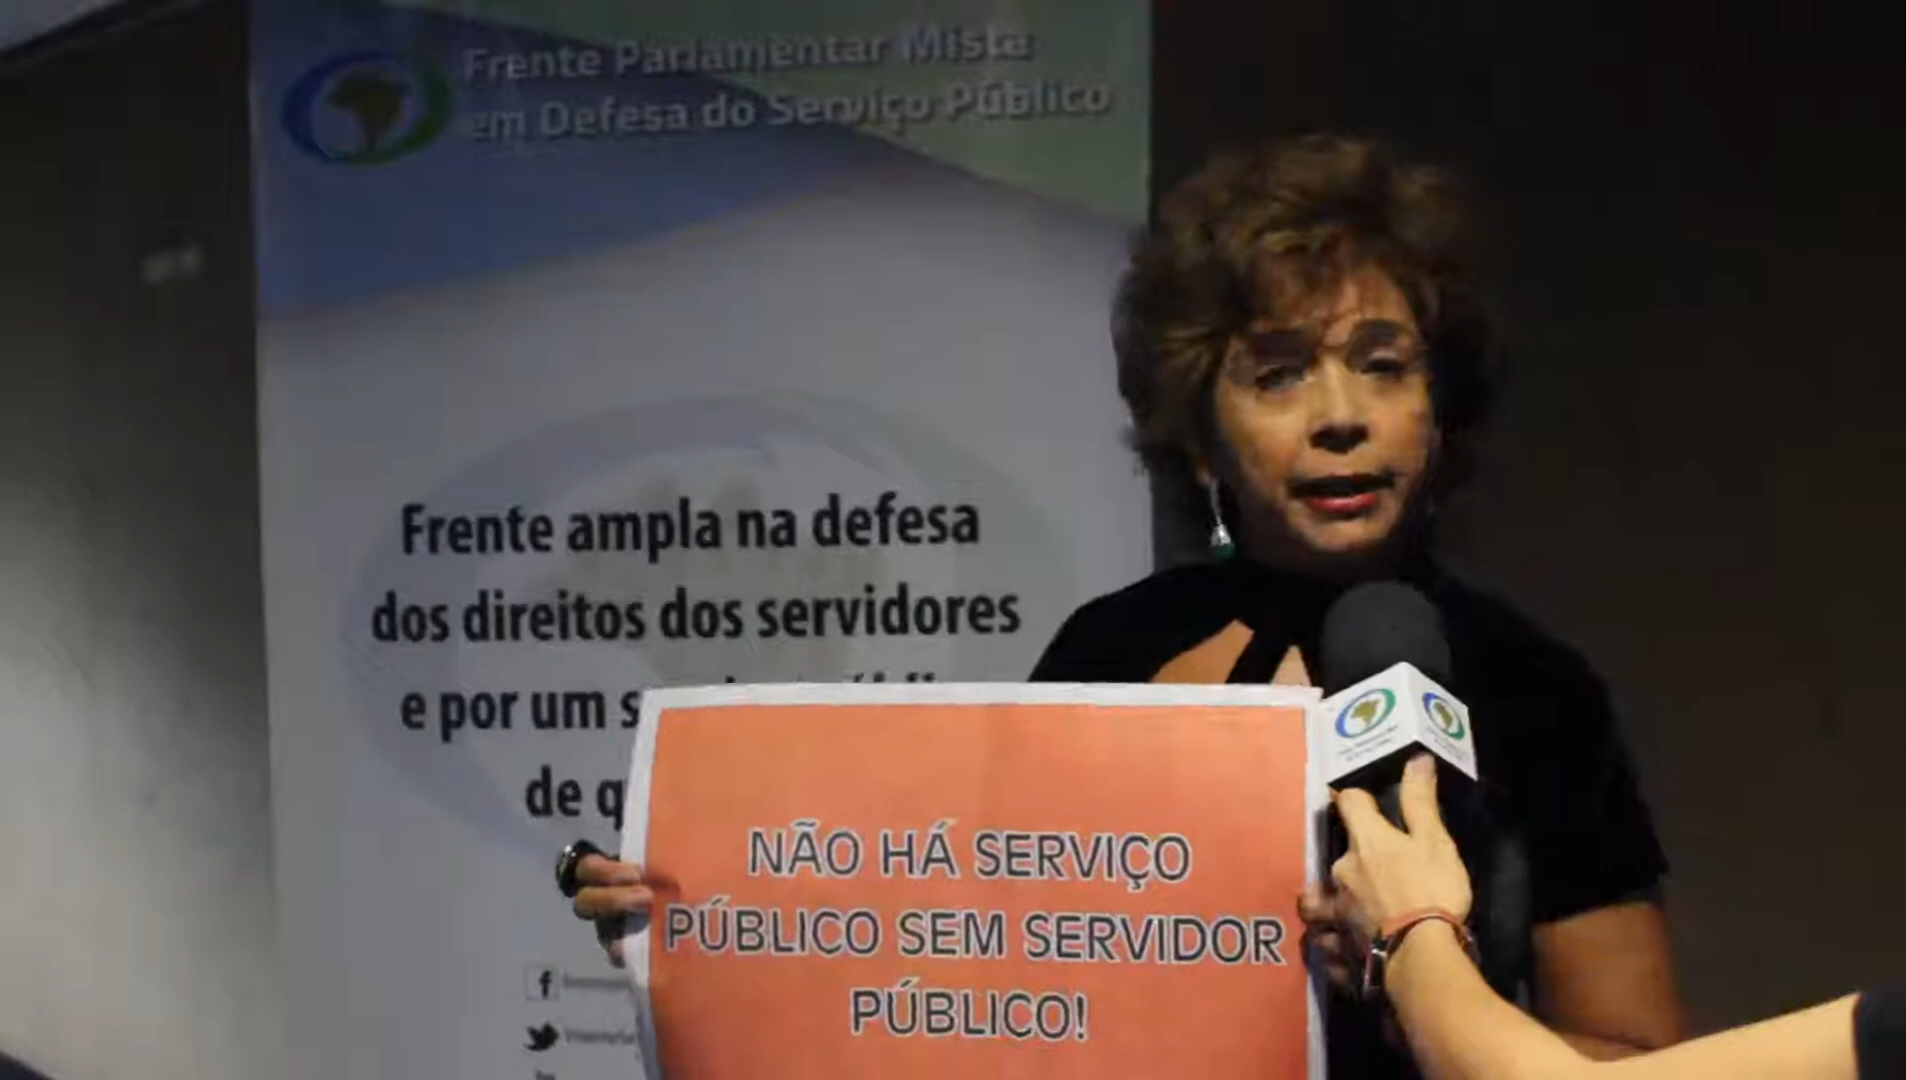 Frente Parlamentar Mista
em Defesa do Serviço Público
Frente ampla na defesa
dos direitos dos servidores
e por um
de
NÃO HÁ SERVIÇO
PÚBLICO SEM SERVIDOR
PÚBLICO!